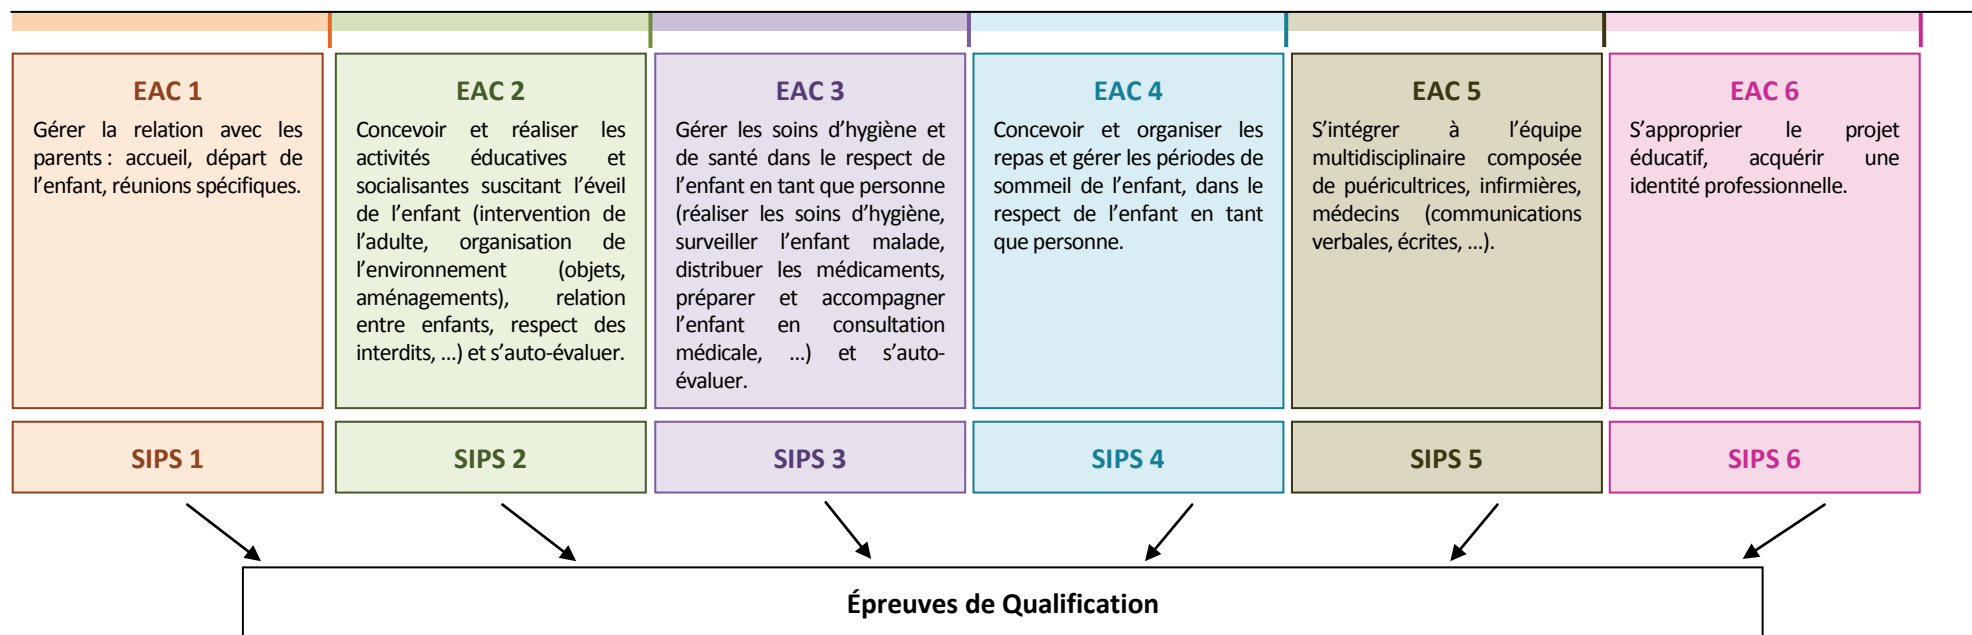 EAC 1
Gérer la relation avec les
parents : accueil, départ de
l’enfant, réunions spécifiques.
EAC 2
Concevoir et réaliser les
activités éducatives et
socialisantes suscitant l’éveil
de l’enfant (intervention de
l’adulte, organisation de
l’environnement (objets,
aménagements), relation
entre enfants, respect des
interdits, ...) et s’auto-évaluer.
EAC 3
Gérer les soins d’hygiène et
de santé dans le respect de
l’enfant en tant que personne
(réaliser les soins d’hygiène,
surveiller l’enfant malade,
distribuer les médicaments,
préparer et accompagner
l’enfant en consultation
médicale, ...) et s’auto-
évaluer.
EAC 4
Concevoir et organiser les
repas et gérer les périodes de
sommeil de l’enfant, dans le
respect de l’enfant en tant
que personne.
EAC 5
S’intégrer à l’équipe
multidisciplinaire composée
de puéricultrices, infirmières,
médecins (communications
verbales, écrites, ...).
EAC 6
S’approprier le projet
éducatif, acquérir une
identité professionnelle.
SIPS 1
SIPS 2
SIPS 3
SIPS 4
SIPS 5
SIPS 6
Épreuves de Qualification